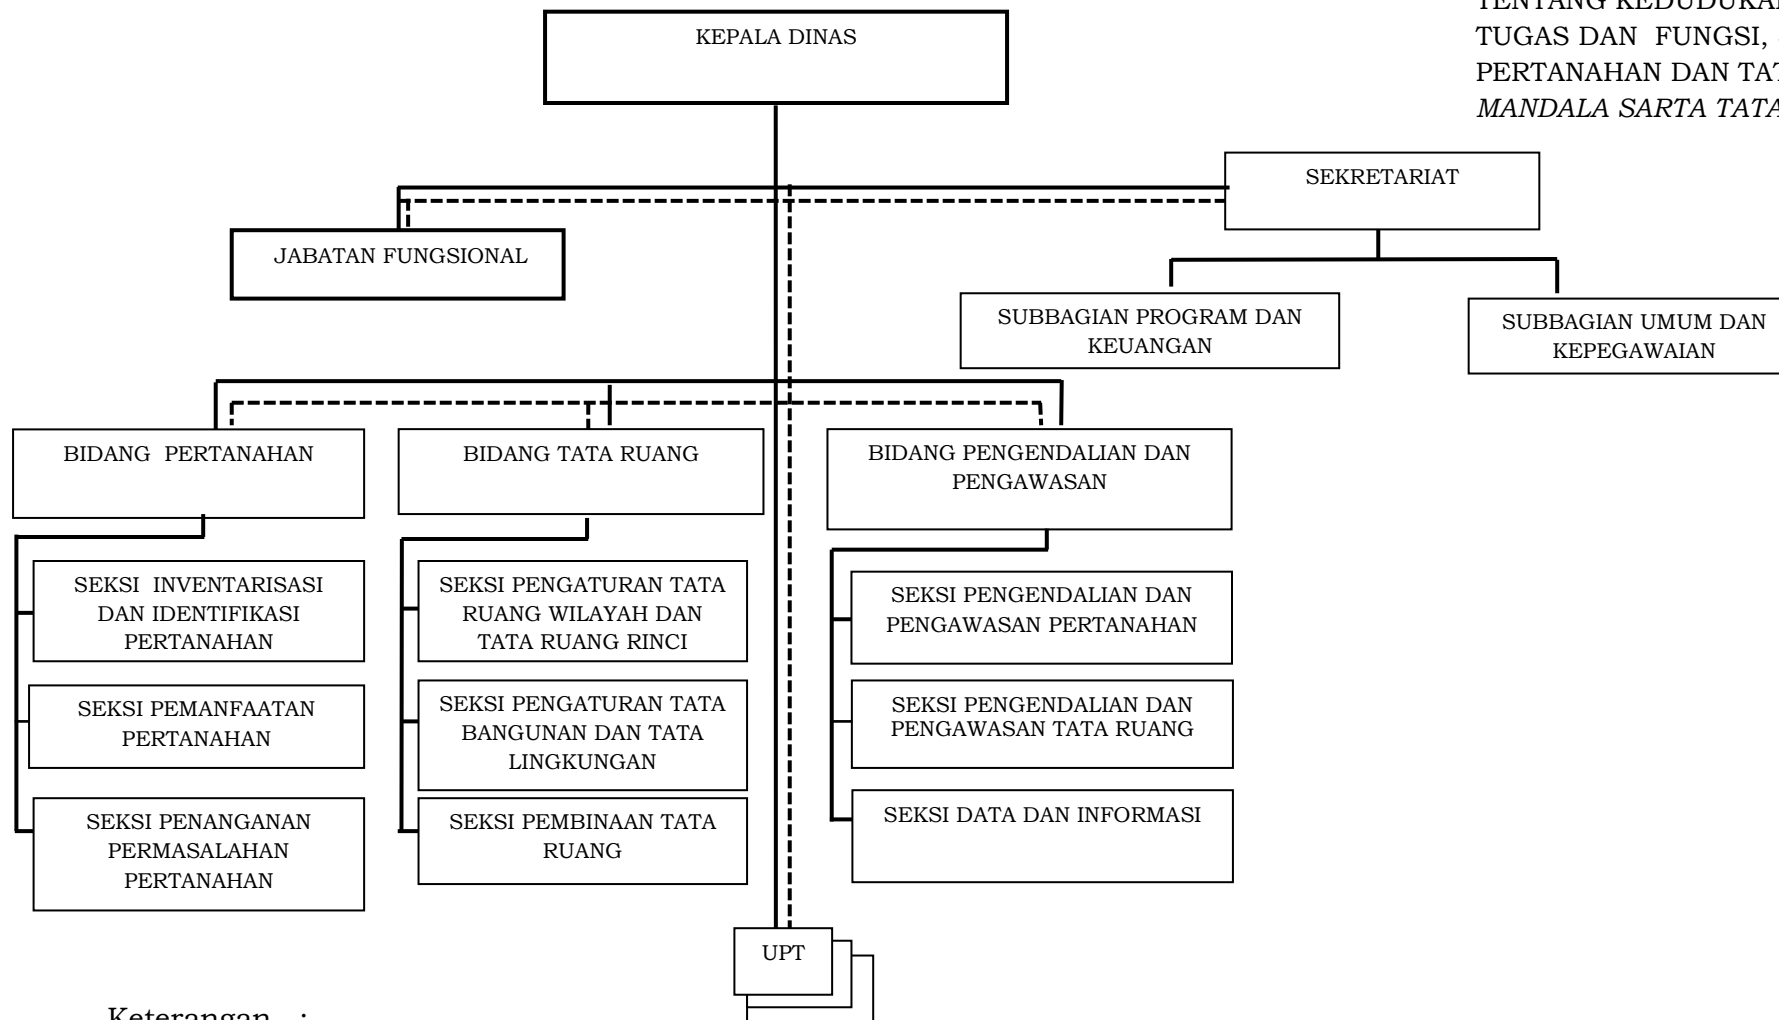 TUGAS DAN FUNGSI,
PERTANAHAN DAN
MANDALA SARTA TATA
KEPALA DINAS
SEKRETARIAT
JABATAN FUNGSIONAL
SUBBAGIAN PROGRAM DAN
KEUANGAN
SUBBAGIAN UMUM DAN
KEPEGAWAIAN
BIDANG PERTANAHAN
BIDANG TATA RUANG
BIDANG PENGENDALIAN DAN
PENGAWASAN
SEKSI INVENTARISASI
DAN IDENTIFIKASI
PERTANAHAN
SEKSI PEMANFAATAN
PERTANAHAN
SEKSI PENANGANAN
PERMASALAHAN
PERTANAHAN
SEKSI PENGATURAN TATA
RUANG WILAYAH DAN
TATA RUANG RINCI
SEKSI PENGATURAN TATA
BANGUNAN DAN TATA
LINGKUNGAN
SEKSI PEMBINAAN TATA
RUANG
SEKSI PENGENDALIAN DAN
PENGAWASAN PERTANAHAN
SEKSI PENGENDALIAN DAN
PENGAWASAN TATA RUANG
SEKSI DATA DAN INFORMASI
UPT
Keterangan :